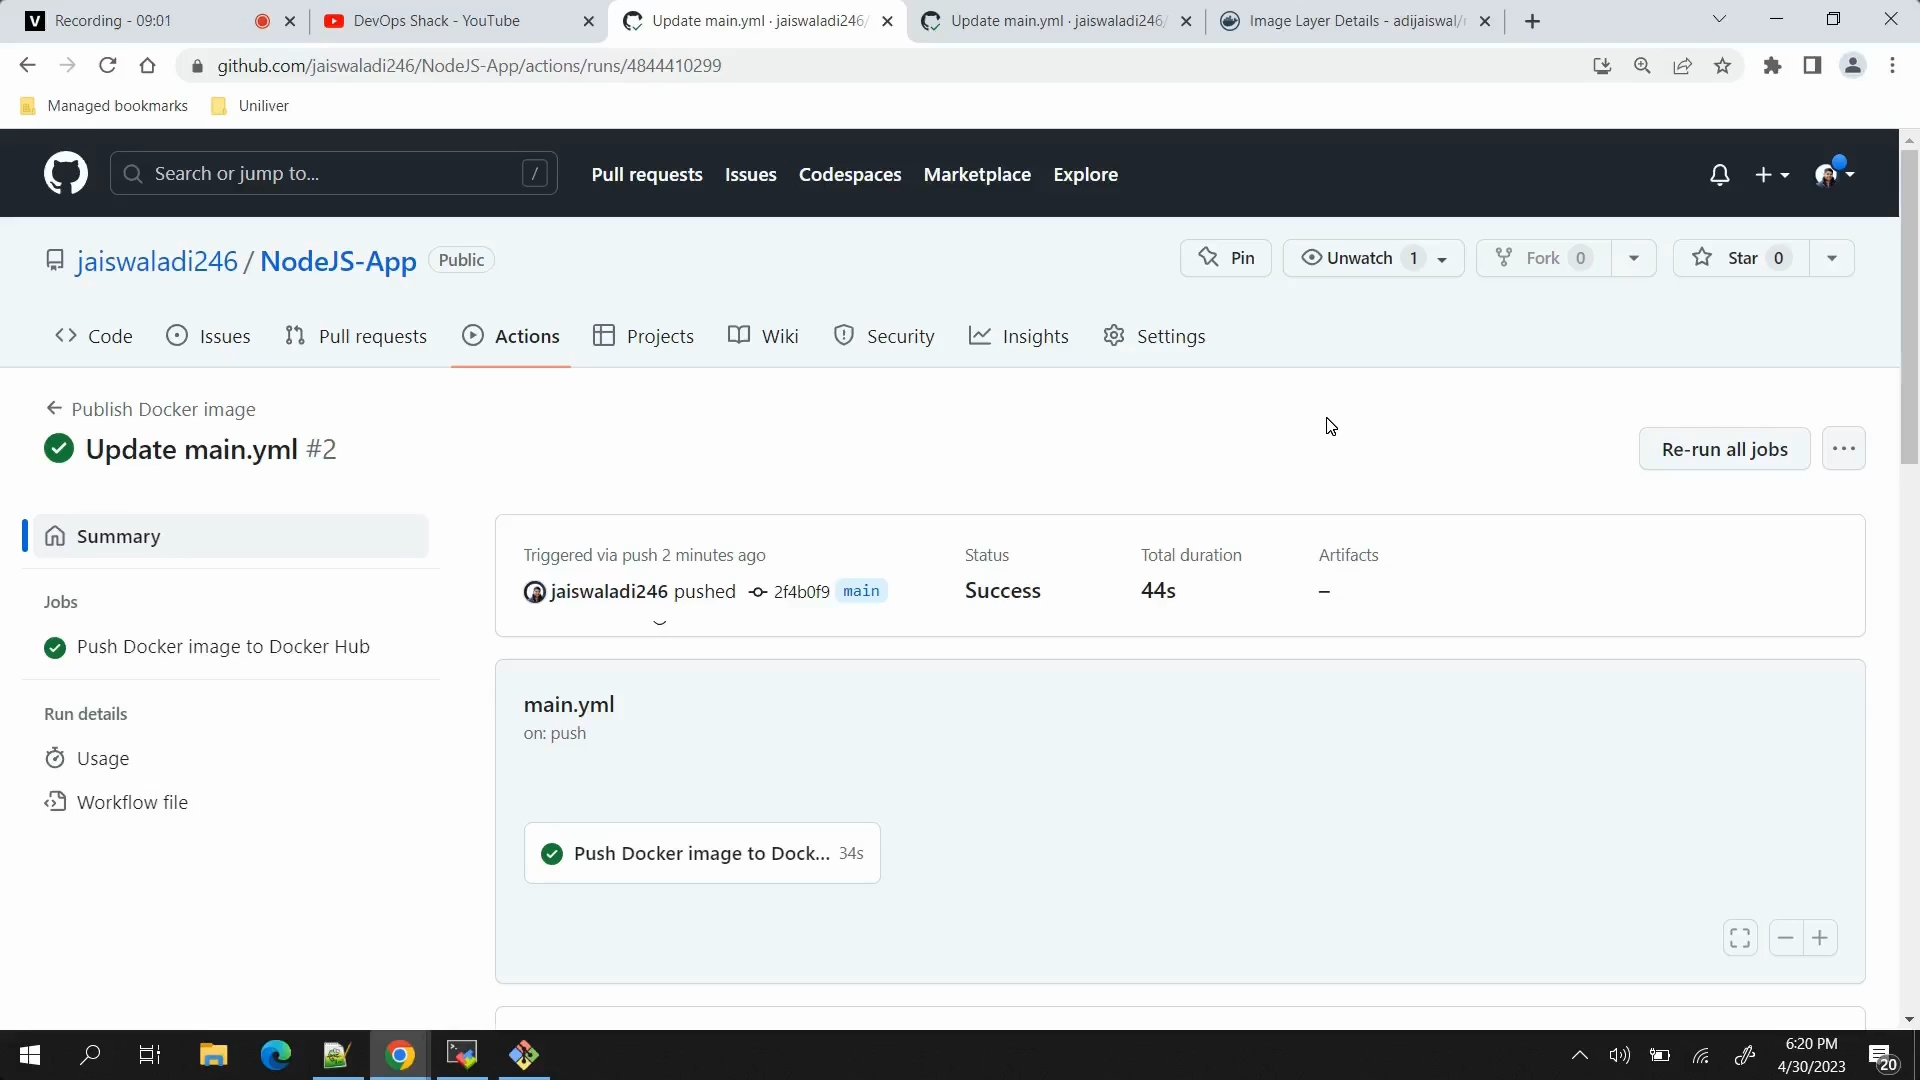 V Recording - 09:01
DevOps Shack - YouTube
Update main.yml · jaiswaladi246/
Update main.yml · jaiswaladi246/
Image Layer Details - adijaiswal/
github.com/jaiswaladi246/NodeJS-App/actions/runs/4844410299
Managed bookmarks
Uniliver
Search or jump to...
/
Pull requests
Issues
Codespaces
Marketplace
Explore
jaiswaladi246 / NodeJS-App
Public
Pin
Unwatch 1
Fork 0
Star 0
Code
Issues
Pull requests
Actions
Projects
Wiki
Security
Insights
Settings
Publish Docker image
Update main.yml #2
Re-run all jobs
Summary
Jobs
Push Docker image to Docker Hub
Run details
Usage
Workflow file
Triggered via push 2 minutes ago
jaiswaladi246 pushed 2f4b0f9 main
Status
Success
Total duration
44s
Artifacts
–
main.yml
on: push
Push Docker image to Dock... 34s
6:20 PM
4/30/2023
20